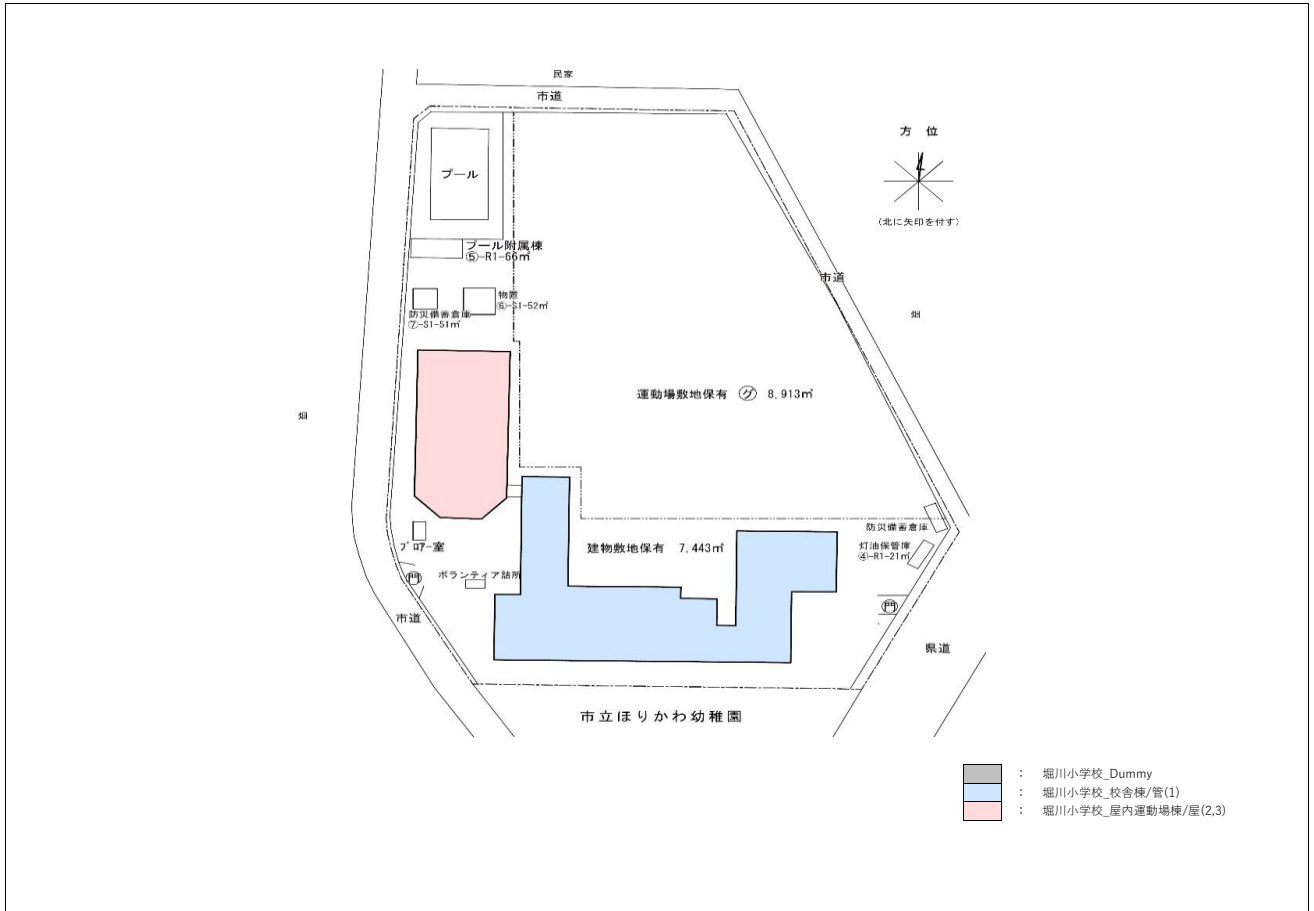 民家
市道
方 位
プール
(北に矢印を付す)
プール附属棟
⑤-R1-66㎡
市道
物置
⑥-S1-52㎡
防災備蓄倉庫
⑦-S1-51㎡
畑
運動場敷地保有 グ 8,913㎡
畑
防災備蓄倉庫
ブロアー室
建物敷地保有 7,443㎡
灯油保管庫
④-R1-21㎡
門
ボランティア詰所
門
市道
県道
市立ほりかわ幼稚園
: 堀川小学校_Dummy
: 堀川小学校_校舎棟/管(1)
: 堀川小学校_屋内運動場棟/屋(2,3)